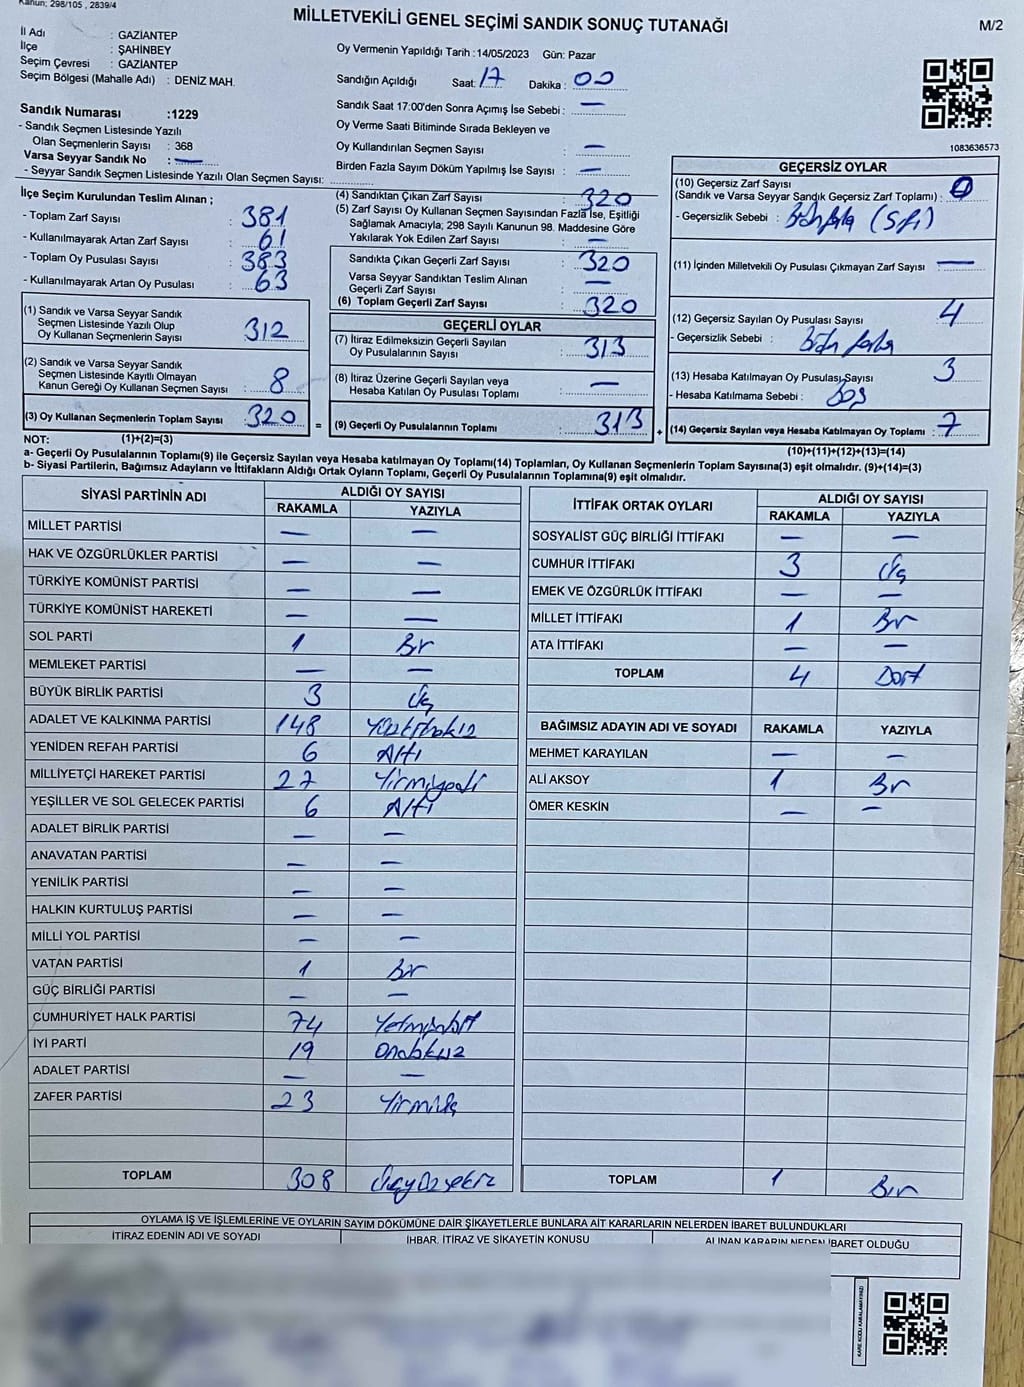 Kanun; 298/105 , 2839/4
MİLLETVEKİLİ GENEL SEÇİMİ SANDIK SONUÇ TUTANAĞI
M/2
İl Adı : GAZİANTEP
İlçe : ŞAHİNBEY
Seçim Çevresi : GAZİANTEP
Seçim Bölgesi (Mahalle Adı) : DENİZ MAH.
Sandık Numarası :1229
- Sandık Seçmen Listesinde Yazılı
Olan Seçmenlerin Sayısı : 368
Varsa Seyyar Sandık No : —
- Seyyar Sandık Seçmen Listesinde Yazılı Olan Seçmen Sayısı:
Oy Vermenin Yapıldığı Tarih : 14/05/2023 Gün: Pazar
Sandığın Açıldığı Saat: 17 Dakika : 00
Sandık Saat 17:00'den Sonra Açımış İse Sebebi : —
Oy Verme Saati Bitiminde Sırada Bekleyen ve
Oy Kullandırılan Seçmen Sayısı : —
Birden Fazla Sayım Döküm Yapılmış İse Sayısı : —
1083636573
İlçe Seçim Kurulundan Teslim Alınan ;
- Toplam Zarf Sayısı : 381
- Kullanılmayarak Artan Zarf Sayısı : 61
- Toplam Oy Pusulası Sayısı : 383
- Kullanılmayarak Artan Oy Pusulası : 63
(1) Sandık ve Varsa Seyyar Sandık
Seçmen Listesinde Yazılı Olup
Oy Kullanan Seçmenlerin Sayısı : 312
(2) Sandık ve Varsa Seyyar Sandık
Seçmen Listesinde Kayıtlı Olmayan
Kanun Gereği Oy Kullanan Seçmen Sayısı : 8
(3) Oy Kullanan Seçmenlerin Toplam Sayısı : 320
(4) Sandıktan Çıkan Zarf Sayısı : 320
(5) Zarf Sayısı Oy Kullanan Seçmen Sayısından Fazla İse, Eşitliği
Sağlamak Amacıyla; 298 Sayılı Kanunun 98. Maddesine Göre
Yakılarak Yok Edilen Zarf Sayısı : —
Sandıkta Çıkan Geçerli Zarf Sayısı : 320
Varsa Seyyar Sandıktan Teslim Alınan
Geçerli Zarf Sayısı : —
(6) Toplam Geçerli Zarf Sayısı : 320
GEÇERLİ OYLAR
(7) İtiraz Edilmeksizin Geçerli Sayılan
Oy Pusulalarının Sayısı : 313
(8) İtiraz Üzerine Geçerli Sayılan veya
Hesaba Katılan Oy Pusulası Toplamı : —
= (9) Geçerli Oy Pusulalarının Toplamı : 313
GEÇERSİZ OYLAR
(10) Geçersiz Zarf Sayısı
(Sandık ve Varsa Seyyar Sandık Geçersiz Zarf Toplamı) : 0
- Geçersizlik Sebebi :
(11) İçinden Milletvekili Oy Pusulası Çıkmayan Zarf Sayısı : —
(12) Geçersiz Sayılan Oy Pusulası Sayısı : 4
- Geçersizlik Sebebi :
(13) Hesaba Katılmayan Oy Pusulası Sayısı : 3
- Hesaba Katılmama Sebebi : Boş
+ (14) Geçersiz Sayılan veya Hesaba Katılmayan Oy Toplamı : 7
NOT: (1)+(2)=(3) (10)+(11)+(12)+(13)=(14)
a- Geçerli Oy Pusulalarının Toplamı(9) ile Geçersiz Sayılan veya Hesaba katılmayan Oy Toplamı(14) Toplamları, Oy Kullanan Seçmenlerin Toplam Sayısına(3) eşit olmalıdır. (9)+(14)=(3)
b- Siyasi Partilerin, Bağımsız Adayların ve İttifakların Aldığı Ortak Oyların Toplamı, Geçerli Oy Pusulalarının Toplamına(9) eşit olmalıdır.
SİYASİ PARTİNİN ADI ALDIĞI OY SAYISI
RAKAMLA YAZIYLA
MİLLET PARTİSİ — —
HAK VE ÖZGÜRLÜKLER PARTİSİ — —
TÜRKİYE KOMÜNİST PARTİSİ — —
TÜRKİYE KOMÜNİST HAREKETİ — —
SOL PARTİ 1 Bir
MEMLEKET PARTİSİ — —
BÜYÜK BİRLİK PARTİSİ 3 Üç
ADALET VE KALKINMA PARTİSİ 148 Yüzkırksekiz
YENİDEN REFAH PARTİSİ 6 Altı
MİLLİYETÇİ HAREKET PARTİSİ 27 Yirmiyedi
YEŞİLLER VE SOL GELECEK PARTİSİ 6 Altı
ADALET BİRLİK PARTİSİ — —
ANAVATAN PARTİSİ — —
YENİLİK PARTİSİ — —
HALKIN KURTULUŞ PARTİSİ — —
MİLLİ YOL PARTİSİ — —
VATAN PARTİSİ 1 Bir
GÜÇ BİRLİĞİ PARTİSİ — —
CUMHURİYET HALK PARTİSİ 74 Yetmişdört
İYİ PARTİ 19 Ondokuz
ADALET PARTİSİ — —
ZAFER PARTİSİ 23 Yirmiüç
TOPLAM 308 Üçyüzsekiz
İTTİFAK ORTAK OYLARI ALDIĞI OY SAYISI
RAKAMLA YAZIYLA
SOSYALİST GÜÇ BİRLİĞİ İTTİFAKI — —
CUMHUR İTTİFAKI 3 Üç
EMEK VE ÖZGÜRLÜK İTTİFAKI — —
MİLLET İTTİFAKI 1 Bir
ATA İTTİFAKI — —
TOPLAM 4 Dört
BAĞIMSIZ ADAYIN ADI VE SOYADI RAKAMLA YAZIYLA
MEHMET KARAYILAN — —
ALİ AKSOY 1 Bir
ÖMER KESKİN — —
TOPLAM 1 Bir
OYLAMA İŞ VE İŞLEMLERİNE VE OYLARIN SAYIM DÖKÜMÜNE DAİR ŞİKAYETLERLE BUNLARA AİT KARARLARIN NELERDEN İBARET BULUNDUKLARI
İTİRAZ EDENİN ADI VE SOYADI İHBAR, İTİRAZ VE ŞİKAYETİN KONUSU ALINAN KARARIN NEDEN İBARET OLDUĞU
KARE KODU KARALAMAYINIZ!